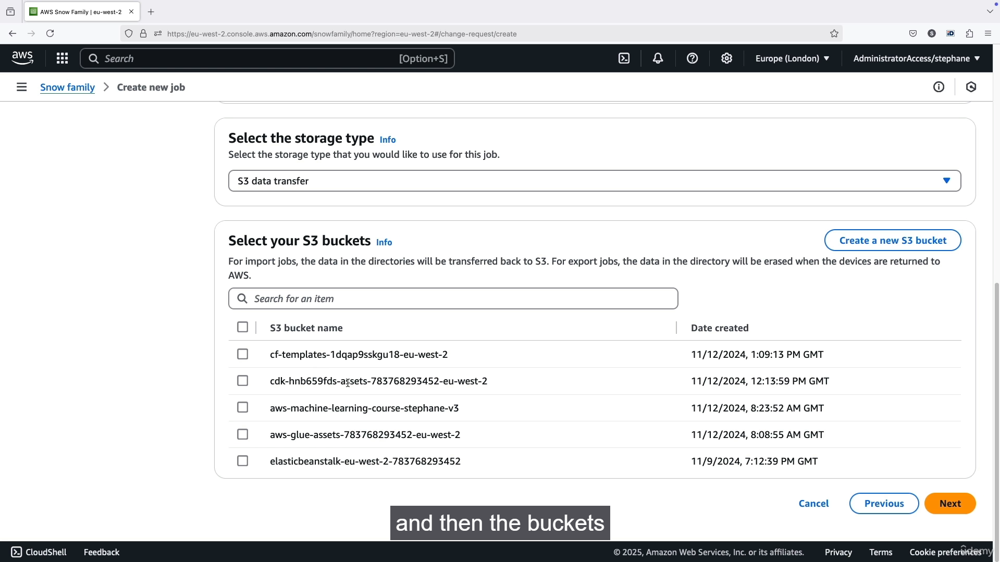 AWS Snow Family | eu-west-2
https://eu-west-2.console.aws.amazon.com/snowfamily/home?region=eu-west-2#/change-request/create
S
iD
aws
Search
[Option+S]
Europe (London)
AdministratorAccess/stephane
Snow family > Create new job
Select the storage type Info
Select the storage type that you would like to use for this job.
S3 data transfer
Select your S3 buckets Info
Create a new S3 bucket
For import jobs, the data in the directories will be transferred back to S3. For export jobs, the data in the directory will be erased when the devices are returned to
AWS.
Search for an item
S3 bucket name Date created
cf-templates-1dqap9sskgu18-eu-west-2 11/12/2024, 1:09:13 PM GMT
cdk-hnb659fds-assets-783768293452-eu-west-2 11/12/2024, 12:13:59 PM GMT
aws-machine-learning-course-stephane-v3 11/12/2024, 8:23:52 AM GMT
aws-glue-assets-783768293452-eu-west-2 11/12/2024, 8:08:55 AM GMT
elasticbeanstalk-eu-west-2-783768293452 11/9/2024, 7:12:39 PM GMT
Cancel Previous Next
and then the buckets
CloudShell Feedback © 2025, Amazon Web Services, Inc. or its affiliates. Privacy Terms Cookie preferences
udemy